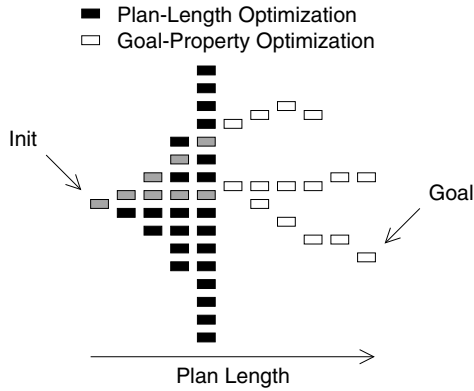 Plan-Length Optimization
Goal-Property Optimization
Init
Goal
Plan Length